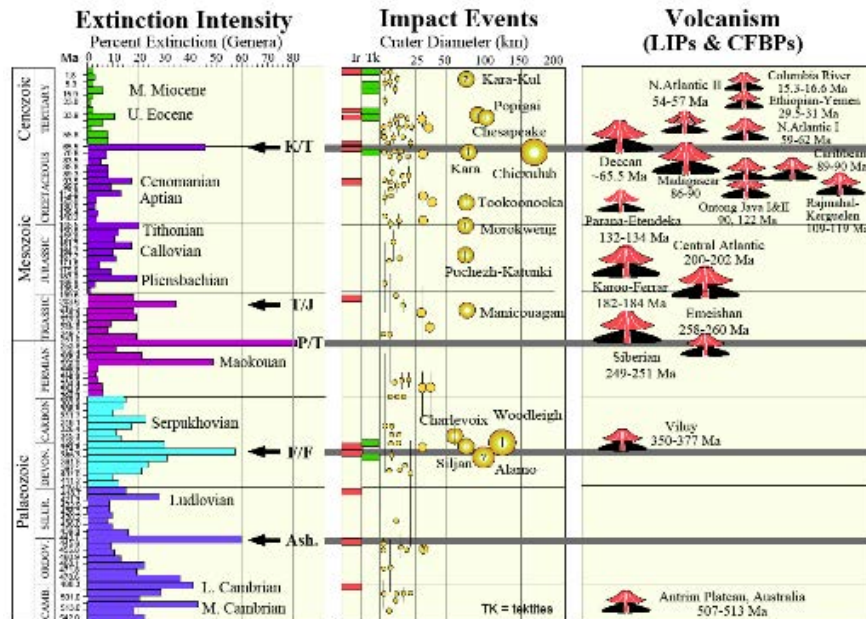 Extinction Intensity
Percent Extinction (Genera)
Ma 0 10 20 40 60 80
Cenozoic
TERTIARY
M. Miocene
U. Eocene
K/T
Mesozoic
CRETACEOUS
Cenomanian
Aptian
JURASSIC
Tithonian
Callovian
Pliensbachian
TRIASSIC
T/J
P/T
Palaeozoic
PERMIAN
Maokouan
CARBON
Serpukhovian
DEVON.
F/F
SILUR.
Ludlovian
ORDOV.
Ash.
CAMB.
L. Cambrian
M. Cambrian
Impact Events
Crater Diameter (km)
Ir Tk 0 25 50 100 150 200
Kara-Kul
Popigai
Chesapeake
Kara
Chicxulub
Tookoonooka
Morokweng
Puchezh-Katunki
Manicouagan
Woodleigh
Charlevoix
Siljan
Alamo
TK = tektites
Volcanism
(LIPs & CFBPs)
Columbia River
15.3-16.6 Ma
N.Atlantic II
54-57 Ma
Ethiopian-Yemen
29.5-31 Ma
N.Atlantic I
59-62 Ma
Deccan
~65.5 Ma
Madagascar
86-90
Caribbean
89-90 Ma
Ontong Java I&II
90, 122 Ma
Rajmahal-
Kerguelen
109-119 Ma
Parana-Etendeka
132-134 Ma
Central Atlantic
200-202 Ma
Karoo-Ferrar
182-184 Ma
Emeishan
258-260 Ma
Siberian
249-251 Ma
Viluy
350-377 Ma
Antrim Plateau, Australia
507-513 Ma